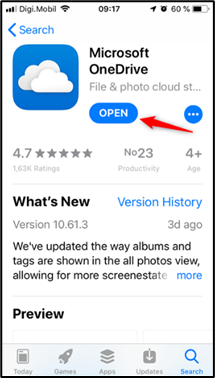 Digi.Mobil 09:17 60 %
Search
Microsoft
OneDrive
File & photo cloud st...
OPEN
4.7 No23 4+
1,63K Ratings Productivity Age
What's New Version History
Version 10.61.3 3d ago
We've updated the way albums and
tags are shown in the all photos view,
allowing for more screenestate more
Preview
Today Games Apps Updates Search